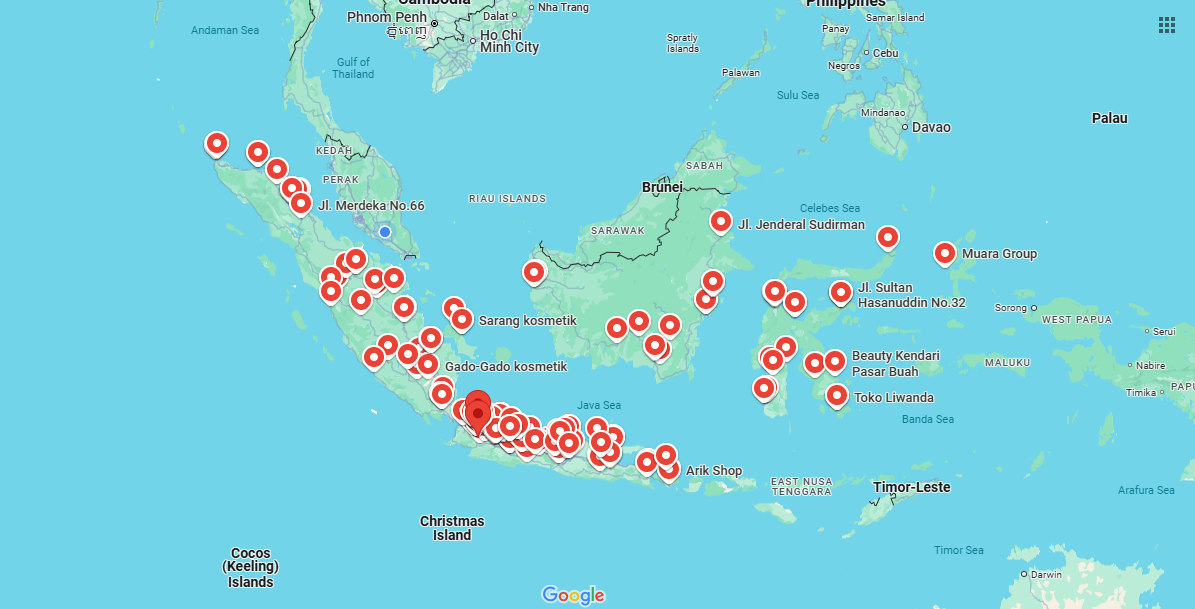 Cambodia
Philippines
Nha Trang
Dalat
Phnom Penh
ភ្នំពេញ
Ho Chi
Minh City
Samar Island
Panay
Cebu
Negros
Andaman Sea
Gulf of
Thailand
Spratly
Islands
Palawan
Sulu Sea
Mindanao
Davao
Palau
KEDAH
PERAK
SABAH
Brunei
RIAU ISLANDS
Jl. Merdeka No.66
SARAWAK
Celebes Sea
Jl. Jenderal Sudirman
Muara Group
Jl. Sultan
Hasanuddin No.32
Sorong
WEST PAPUA
Serui
Sarang kosmetik
Gado-Gado kosmetik
Beauty Kendari
Pasar Buah
MALUKU
Nabire
Timika
PAPU
Toko Liwanda
Java Sea
Banda Sea
Arik Shop
EAST NUSA
TENGGARA
Timor-Leste
Arafura Sea
Christmas
Island
Cocos
(Keeling)
Islands
Timor Sea
Darwin
Google